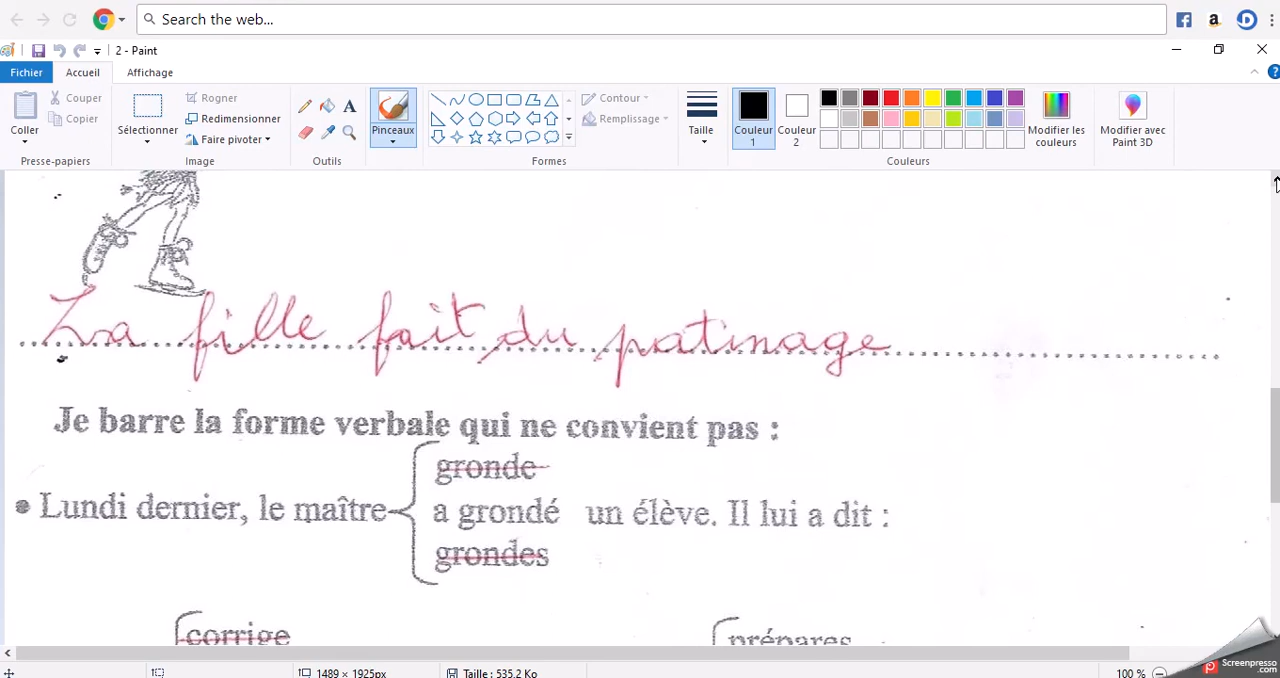 Search the web...
2 - Paint
Fichier Accueil Affichage
Coller
Couper
Copier
Presse-papiers
Sélectionner
Rogner
Redimensionner
Faire pivoter
Image
A
Outils
Pinceaux
Formes
Contour
Remplissage
Taille
Couleur 1
Couleur 2
Modifier les couleurs
Couleurs
Modifier avec Paint 3D
La fille fait du patinage
Je barre la forme verbale qui ne convient pas :
gronde
Lundi dernier, le maître a grondé un élève. Il lui a dit :
grondes
corrige prépares
1489 × 1925px Taille : 535.2 Ko 100 %
Screenpresso.com